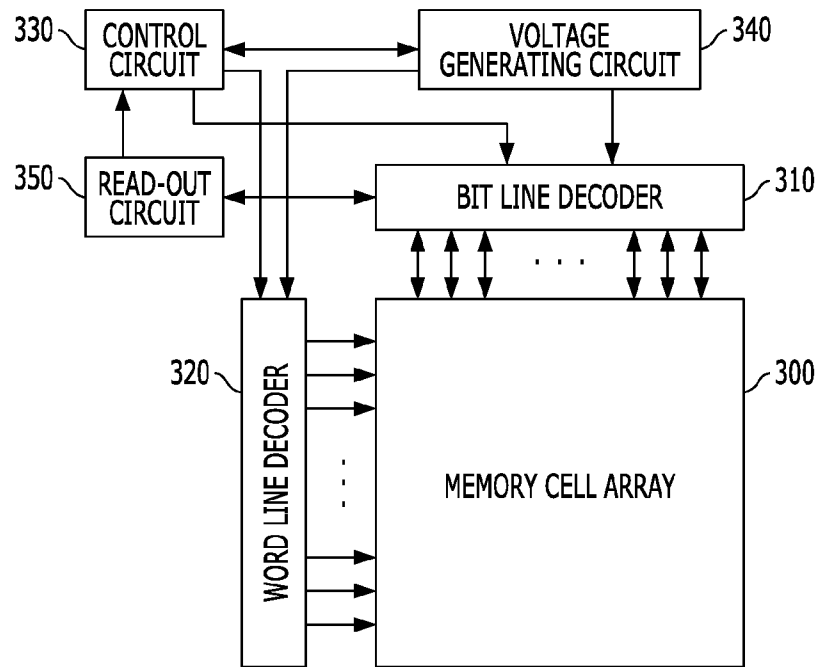 330
CONTROL
CIRCUIT
VOLTAGE
GENERATING CIRCUIT
340
350
READ-OUT
CIRCUIT
BIT LINE DECODER
310
. . .
320
WORD LINE DECODER
. . .
MEMORY CELL ARRAY
300